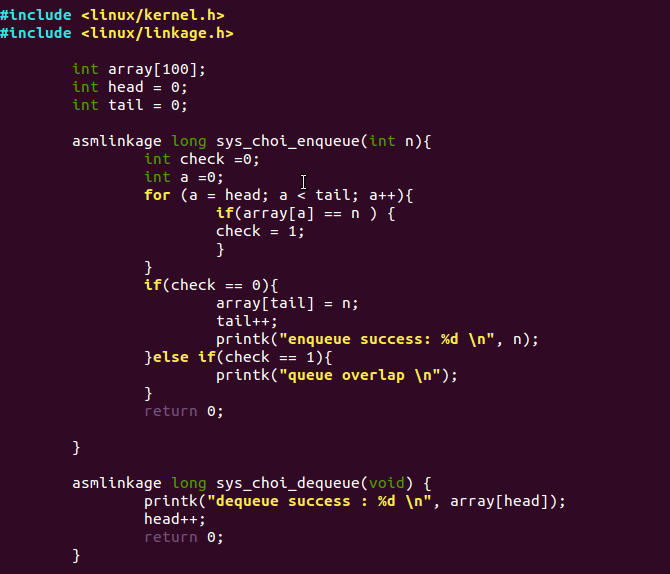 #include <linux/kernel.h>
#include <linux/linkage.h>
int array[100];
int head = 0;
int tail = 0;
asmlinkage long sys_choi_enqueue(int n){
int check =0;
int a =0;
for (a = head; a < tail; a++){
if(array[a] == n ) {
check = 1;
}
}
if(check == 0){
array[tail] = n;
tail++;
printk("enqueue success: %d \n", n);
}else if(check == 1){
printk("queue overlap \n");
}
return 0;
}
asmlinkage long sys_choi_dequeue(void) {
printk("dequeue success : %d \n", array[head]);
head++;
return 0;
}